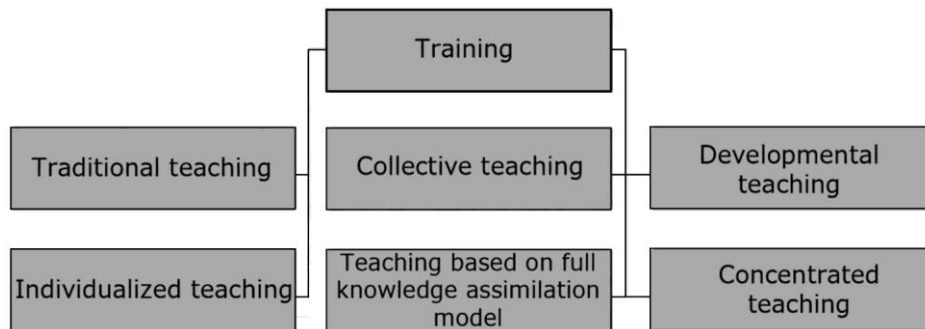 Training
Traditional teaching
Collective teaching
Developmental
teaching
Individualized teaching
Teaching based on full
knowledge assimilation
model
Concentrated
teaching